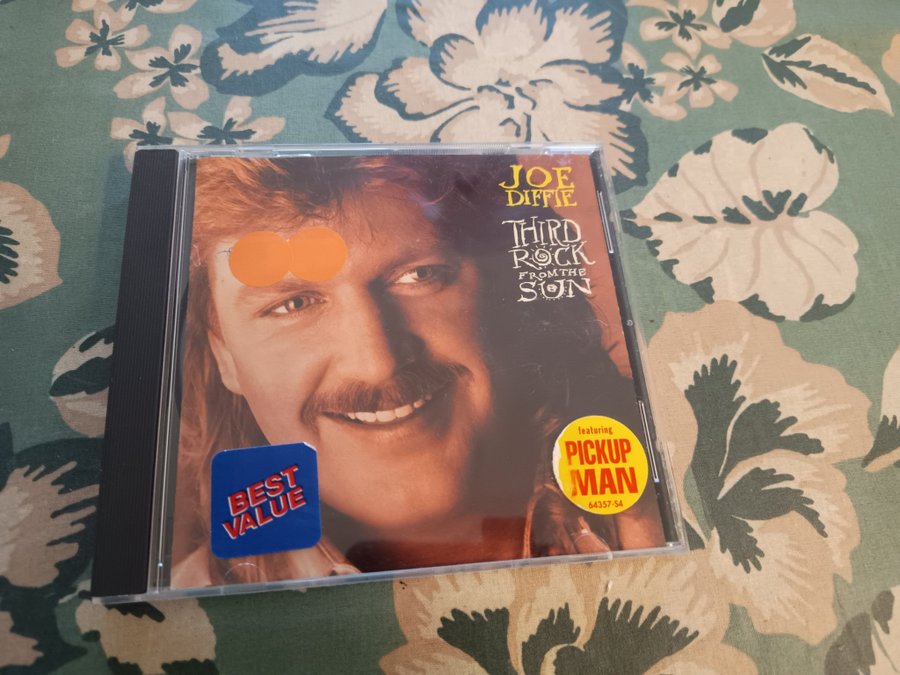 JOE
DIFFIE
THIRD
ROCK
FROM THE
SUN
featuring
PICKUP
MAN
64357-S4
BEST
VALUE